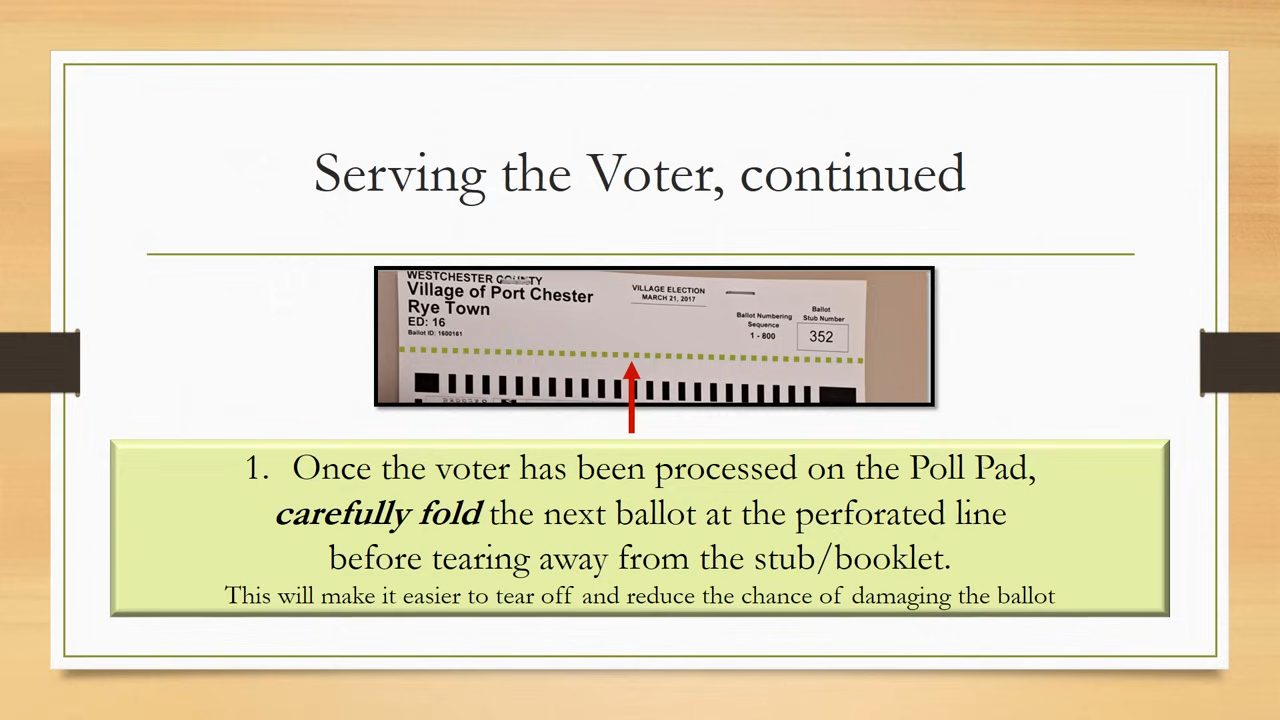 Serving the Voter, continued
WESTCHESTER COUNTY
Village of Port Chester
Rye Town
ED: 16
Ballot ID: 1600161
VILLAGE ELECTION
MARCH 21, 2017
Ballot Numbering
Sequence
1 - 800
Ballot
Stub Number
352
1. Once the voter has been processed on the Poll Pad,
carefully fold the next ballot at the perforated line
before tearing away from the stub/booklet.
This will make it easier to tear off and reduce the chance of damaging the ballot